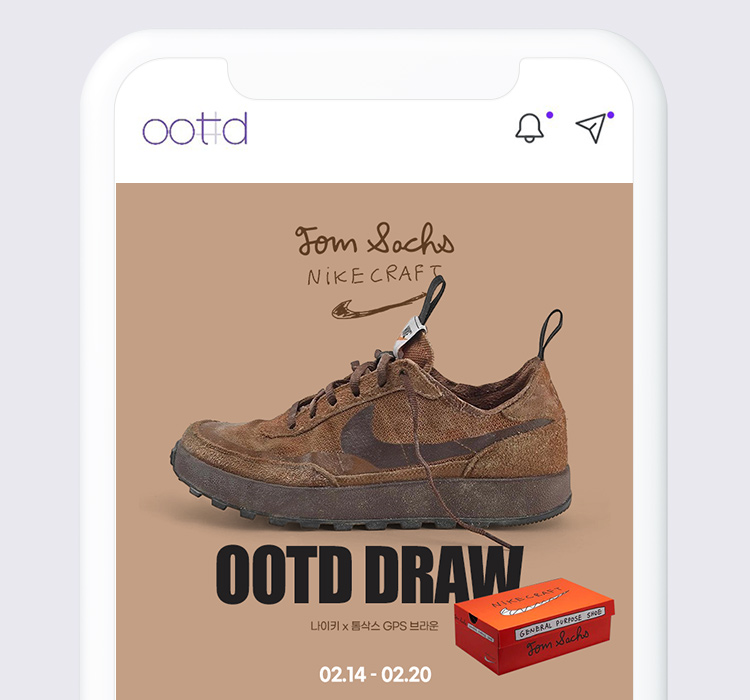 ootd
Tom Sachs
NIKECRAFT
OOTD DRAW
나이키 x 톰삭스 GPS 브라운
NIKECRAFT
GENERAL PURPOSE SHOE
Tom Sachs
02.14 - 02.20